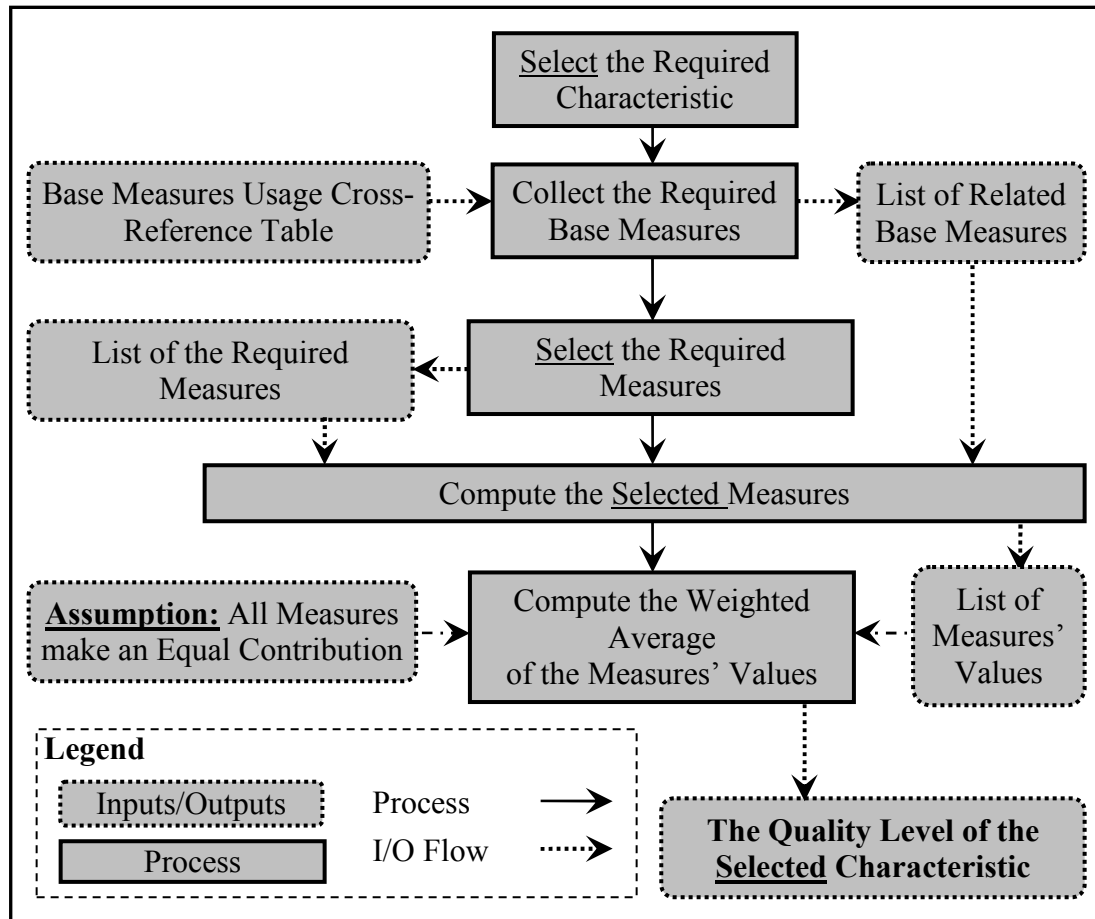 Select the Required
Characteristic
Base Measures Usage Cross-
Reference Table
Collect the Required
Base Measures
List of Related
Base Measures
List of the Required
Measures
Select the Required
Measures
Compute the Selected Measures
Assumption: All Measures
make an Equal Contribution
Compute the Weighted
Average
of the Measures’ Values
List of
Measures’
Values
Legend
Inputs/Outputs
Process
Process
I/O Flow
The Quality Level of the
Selected Characteristic